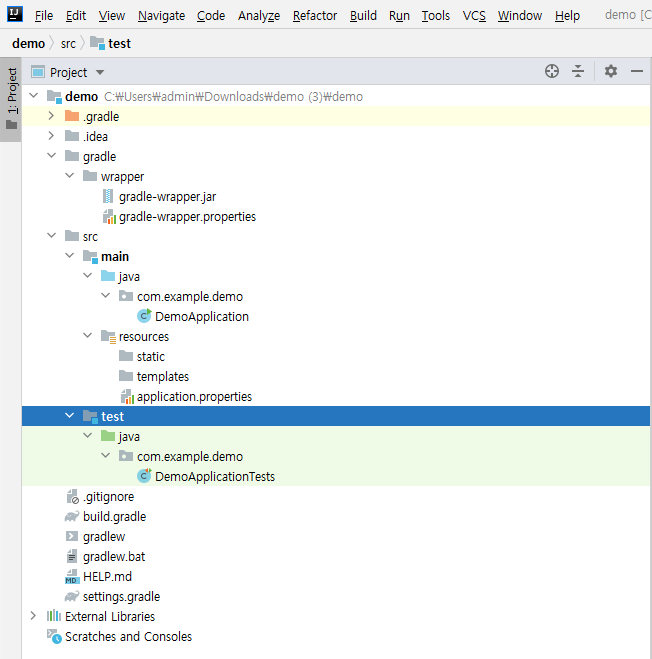 IJ File Edit View Navigate Code Analyze Refactor Build Run Tools VCS Window Help demo [C
demo src test
1: Project
Project
demo C:₩Users₩admin₩Downloads₩demo (3)₩demo
.gradle
.idea
gradle
wrapper
gradle-wrapper.jar
gradle-wrapper.properties
src
main
java
com.example.demo
C DemoApplication
resources
static
templates
application.properties
test
java
com.example.demo
C DemoApplicationTests
.gitignore
build.gradle
gradlew
gradlew.bat
MD HELP.md
settings.gradle
External Libraries
Scratches and Consoles